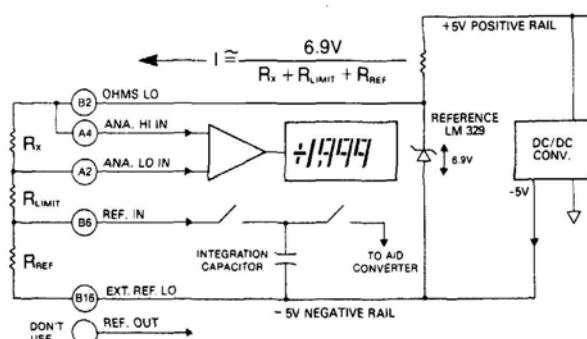 +5V POSITIVE RAIL
I ≅ 6.9V
Rx + RLIMIT + RREF
B2 OHMS LO
A4 ANA. HI IN
Rx
A2 ANA. LO IN
÷1,999
REFERENCE
LM 329
6.9V
DC/DC
CONV.
-5V
RLIMIT
B6 REF. IN
RREF
INTEGRATION
CAPACITOR
TO A/D
CONVERTER
B16 EXT. REF. LO
- 5V NEGATIVE RAIL
DON'T
USE
REF. OUT